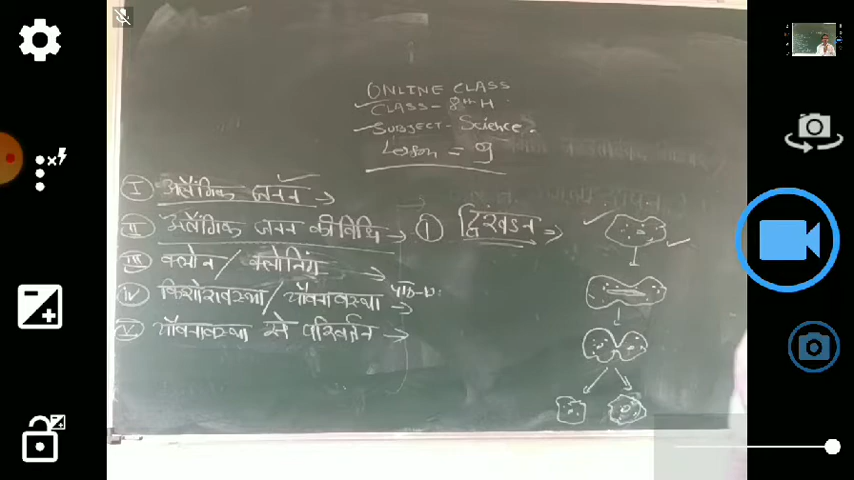 ONLINE CLASS
CLASS- 8th H
SUBJECT- Science.
Lesson = 9
I अलैंगिक जनन →
II अलैंगिक जनन की विधि → 1 द्विखंडन ⇒
III क्लोन / क्लोनिंग →
IV किशोरावस्था / यौवनावस्था पाठ-10 →
V यौवनावस्था से परिवर्तन →